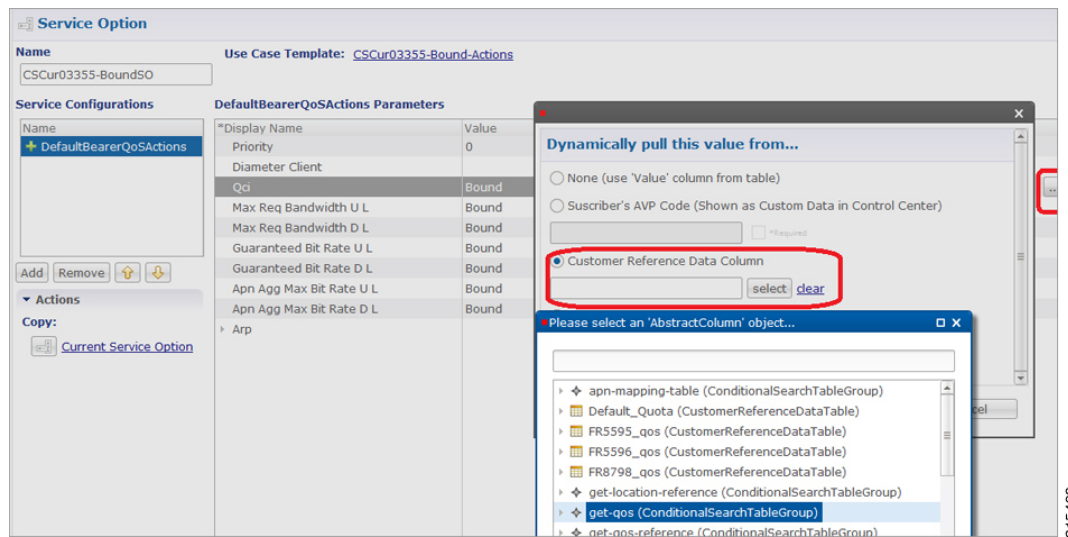 Service Option
Name
Use Case Template: CSCur03355-Bound-Actions
CSCur03355-BoundSO
Service Configurations
DefaultBearerQoSActions Parameters
Name
DefaultBearerQoSActions
*Display Name
Value
Priority
0
Diameter Client
Qci
Bound
Max Req Bandwidth U L
Bound
Max Req Bandwidth D L
Bound
Guaranteed Bit Rate U L
Bound
Guaranteed Bit Rate D L
Bound
Apn Agg Max Bit Rate U L
Bound
Apn Agg Max Bit Rate D L
Bound
Arp
Add
Remove
Actions
Copy:
Current Service Option
Dynamically pull this value from...
None (use 'Value' column from table)
Suscriber's AVP Code (Shown as Custom Data in Control Center)
*Required
Customer Reference Data Column
select
clear
Please select an 'AbstractColumn' object...
apn-mapping-table (ConditionalSearchTableGroup)
Default_Quota (CustomerReferenceDataTable)
FR5595_qos (CustomerReferenceDataTable)
FR5596_qos (CustomerReferenceDataTable)
FR8798_qos (CustomerReferenceDataTable)
get-location-reference (ConditionalSearchTableGroup)
get-qos (ConditionalSearchTableGroup)
get-qos-reference (ConditionalSearchTableGroup)